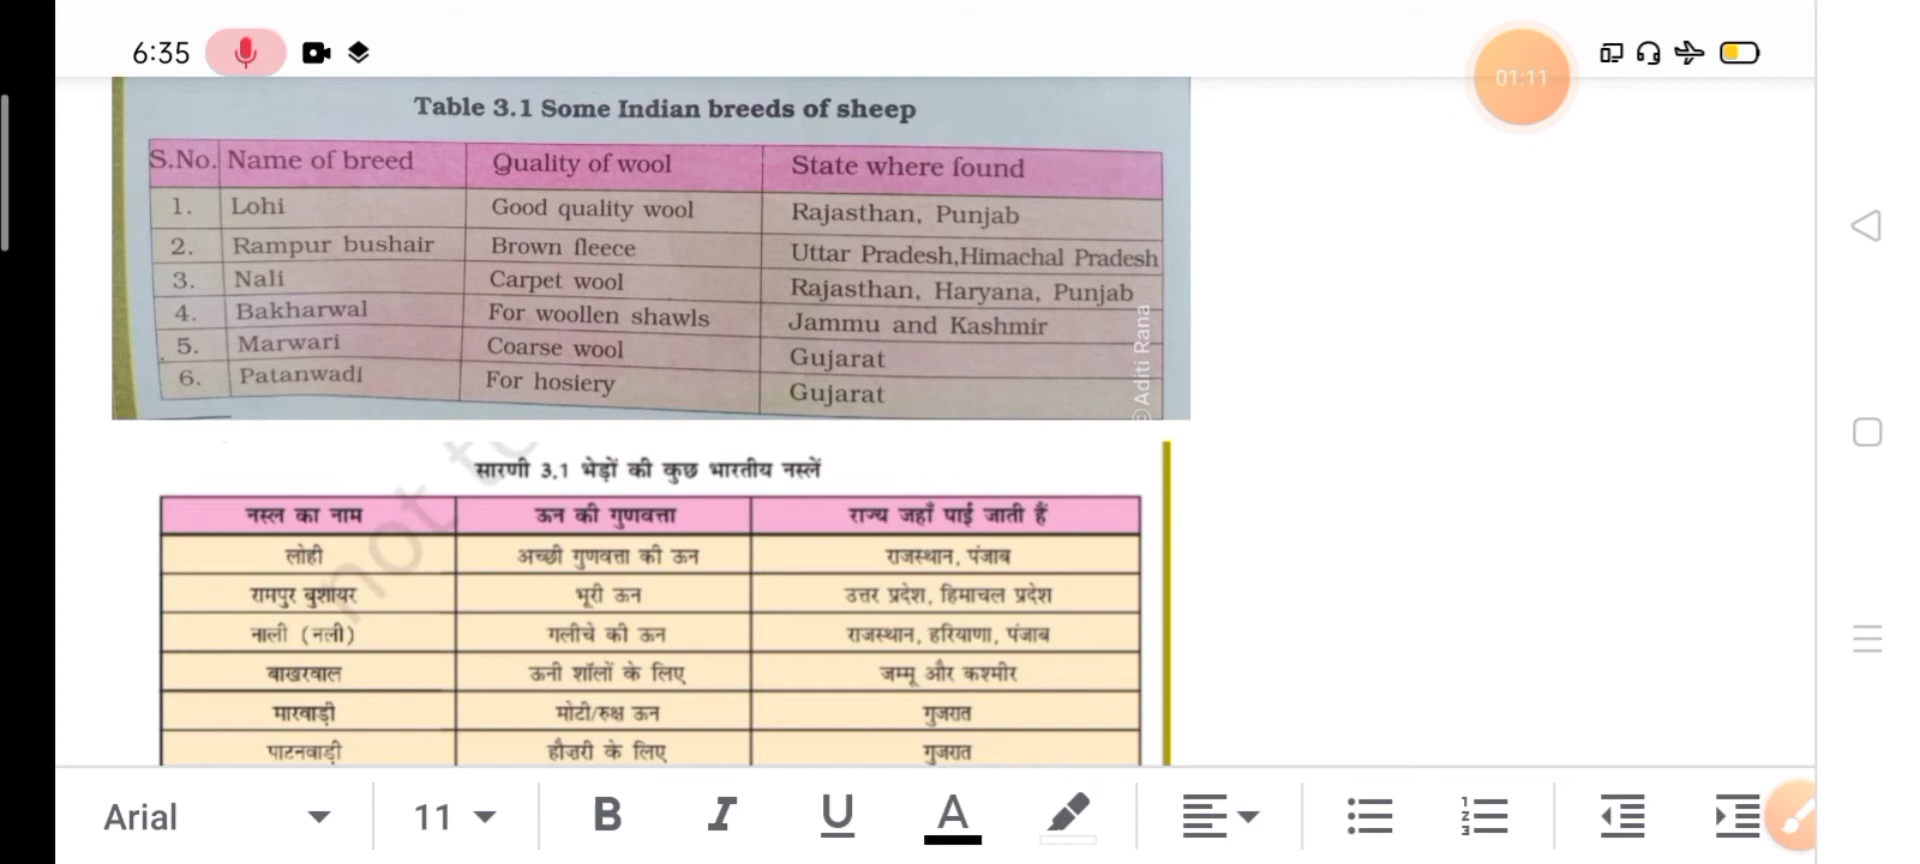 6:35
01:11
Table 3.1 Some Indian breeds of sheep
S.No. Name of breed Quality of wool State where found
1. Lohi Good quality wool Rajasthan, Punjab
2. Rampur bushair Brown fleece Uttar Pradesh,Himachal Pradesh
3. Nali Carpet wool Rajasthan, Haryana, Punjab
4. Bakharwal For woollen shawls Jammu and Kashmir
5. Marwari Coarse wool Gujarat
6. Patanwadi For hosiery Gujarat
©Aditi Rana
not to
सारणी 3.1 भेड़ों की कुछ भारतीय नस्लें
नस्ल का नाम ऊन की गुणवत्ता राज्य जहाँ पाई जाती हैं
लोही अच्छी गुणवत्ता की ऊन राजस्थान, पंजाब
रामपुर बुशायर भूरी ऊन उत्तर प्रदेश, हिमाचल प्रदेश
नाली (नली) गलीचे की ऊन राजस्थान, हरियाणा, पंजाब
बाखरवाल ऊनी शॉलों के लिए जम्मू और कश्मीर
मारवाड़ी मोटी/रुक्ष ऊन गुजरात
पाटनवाड़ी हौज़री के लिए गुजरात
Arial 11 B I U A